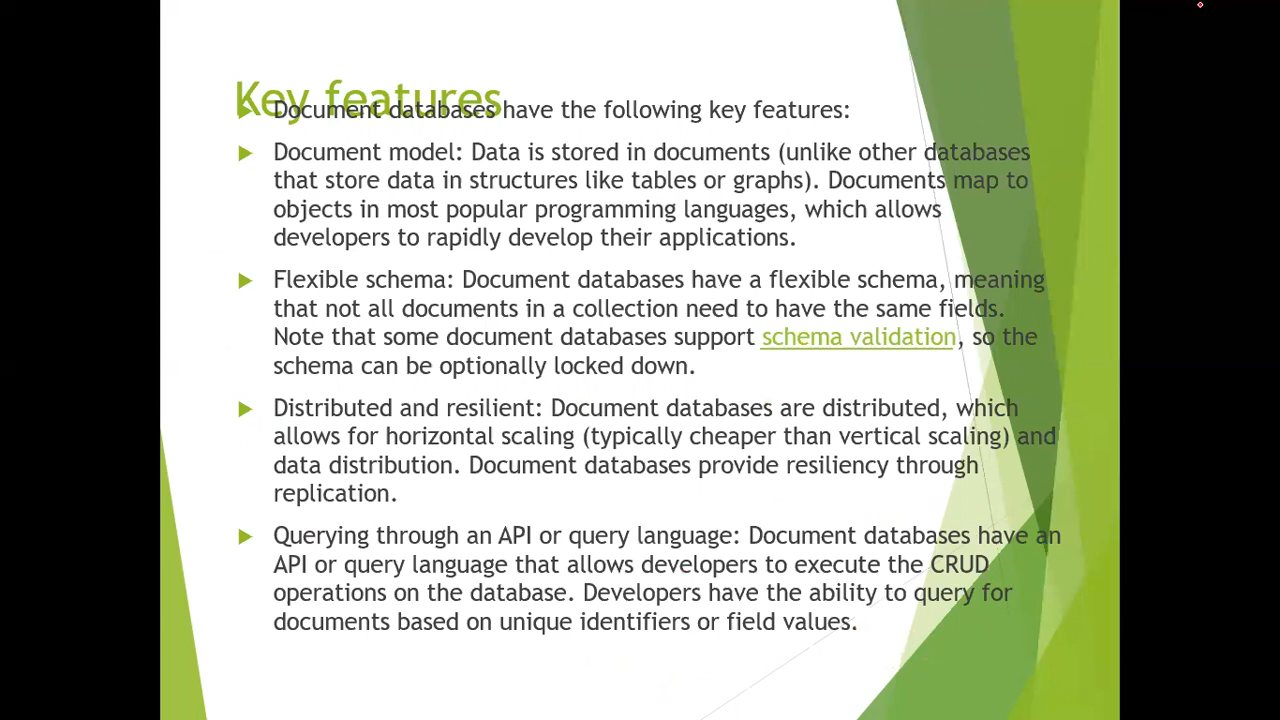 Key features
Document databases have the following key features:
Document model: Data is stored in documents (unlike other databases
that store data in structures like tables or graphs). Documents map to
objects in most popular programming languages, which allows
developers to rapidly develop their applications.
Flexible schema: Document databases have a flexible schema, meaning
that not all documents in a collection need to have the same fields.
Note that some document databases support schema validation, so the
schema can be optionally locked down.
Distributed and resilient: Document databases are distributed, which
allows for horizontal scaling (typically cheaper than vertical scaling) and
data distribution. Document databases provide resiliency through
replication.
Querying through an API or query language: Document databases have an
API or query language that allows developers to execute the CRUD
operations on the database. Developers have the ability to query for
documents based on unique identifiers or field values.